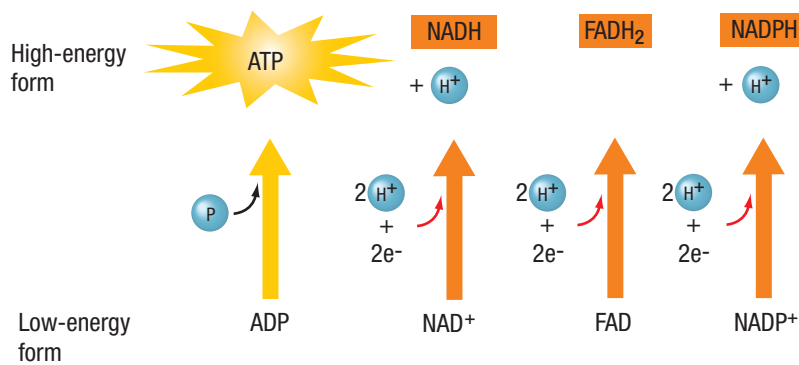 High-energy
form
ATP
NADH
+ H⁺
FADH₂
NADPH
+ H⁺
P
2 H⁺
+
2e-
2 H⁺
+
2e-
2 H⁺
+
2e-
Low-energy
form
ADP
NAD⁺
FAD
NADP⁺